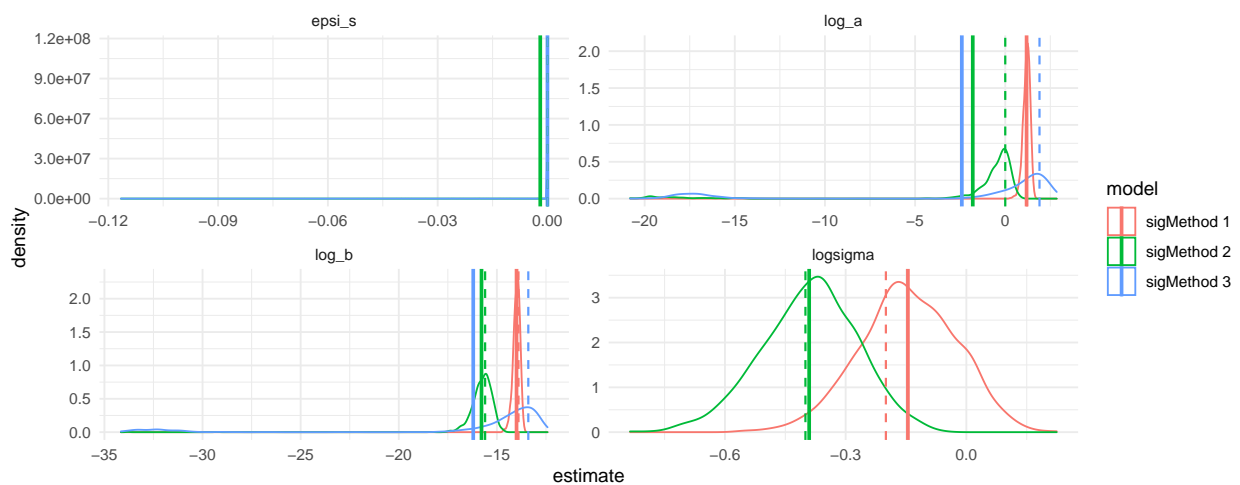 epsi_s
log_a
1.2e+08
9.0e+07
6.0e+07
3.0e+07
0.0e+00
−0.12
−0.09
−0.06
−0.03
0.00
2.0
1.5
1.0
0.5
0.0
−20
−15
−10
−5
0
log_b
logsigma
2.0
1.5
1.0
0.5
0.0
−35
−30
−25
−20
−15
3
2
1
0
−0.6
−0.3
0.0
density
estimate
model
sigMethod 1
sigMethod 2
sigMethod 3